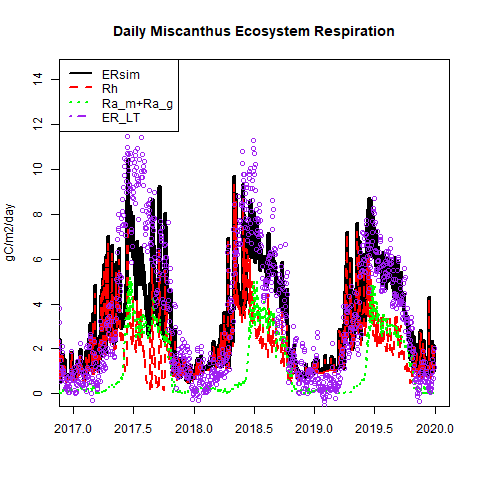 Daily Miscanthus Ecosystem Respiration
ERsim
Rh
Ra_m+Ra_g
ER_LT
gC/m2/day
14
12
10
8
6
4
2
0
2017.0 2017.5 2018.0 2018.5 2019.0 2019.5 2020.0